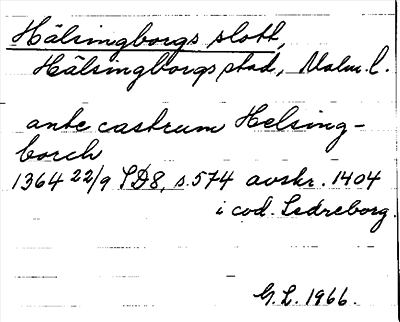 Hälsingborgs slott,
Hälsingborgs stad, Malm. l.
ante castrum Helsing-
borch
1364 22/9 SD8, s. 574 avskr. 1404
i cod. Ledreborg.
G. L. 1966.